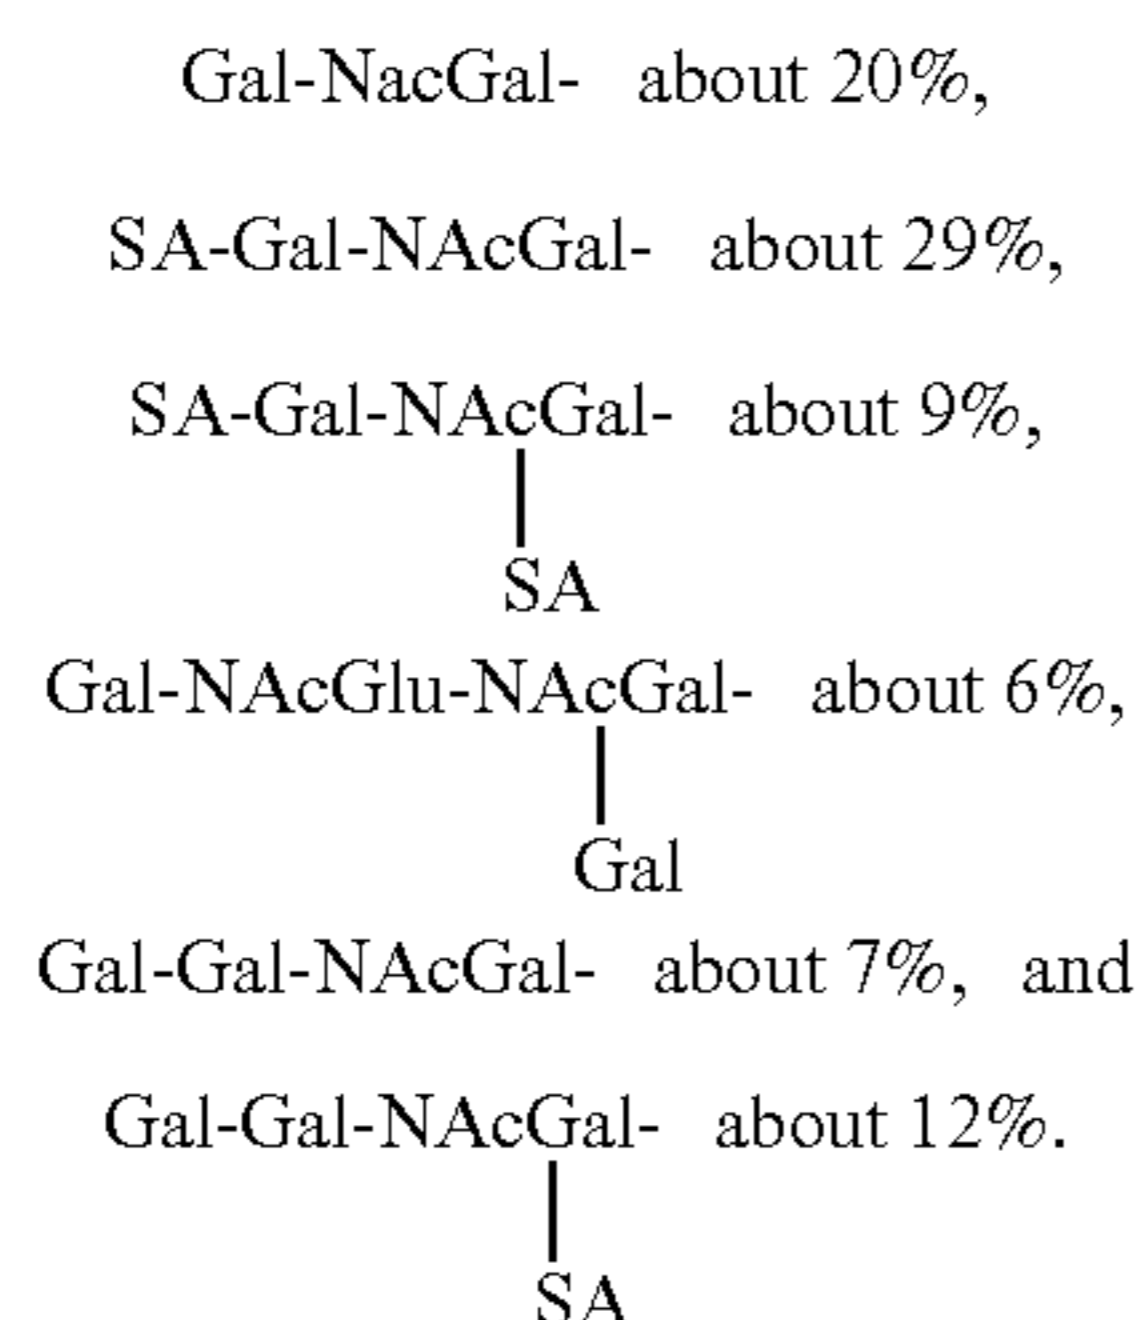 Gal-NacGal- about 20%,
SA-Gal-NAcGal- about 29%,
SA-Gal-NAcGal- about 9%,
SA
Gal-NAcGlu-NAcGal- about 6%,
Gal
Gal-Gal-NAcGal- about 7%, and
Gal-Gal-NAcGal- about 12%.
SA